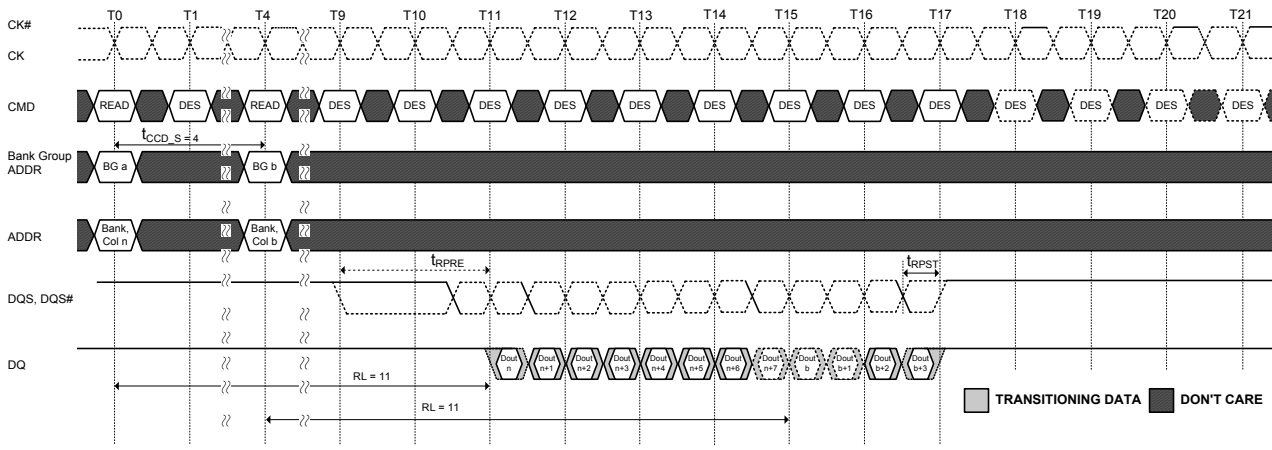 T0 T1 T4 T9 T10 T11 T12 T13 T14 T15 T16 T17 T18 T19 T20 T21
CK#
CK
CMD READ DES READ DES DES DES DES DES DES DES DES DES DES DES DES DES
tCCD_S = 4
Bank Group
ADDR
BG a BG b
ADDR
Bank,
Col n
Bank,
Col b
tRPRE
tRPST
DQS, DQS#
DQ
Dout
n
Dout
n+1
Dout
n+2
Dout
n+3
Dout
n+4
Dout
n+5
Dout
n+6
Dout
n+7
Dout
b
Dout
b+1
Dout
b+2
Dout
b+3
RL = 11
RL = 11
TRANSITIONING DATA
DON'T CARE